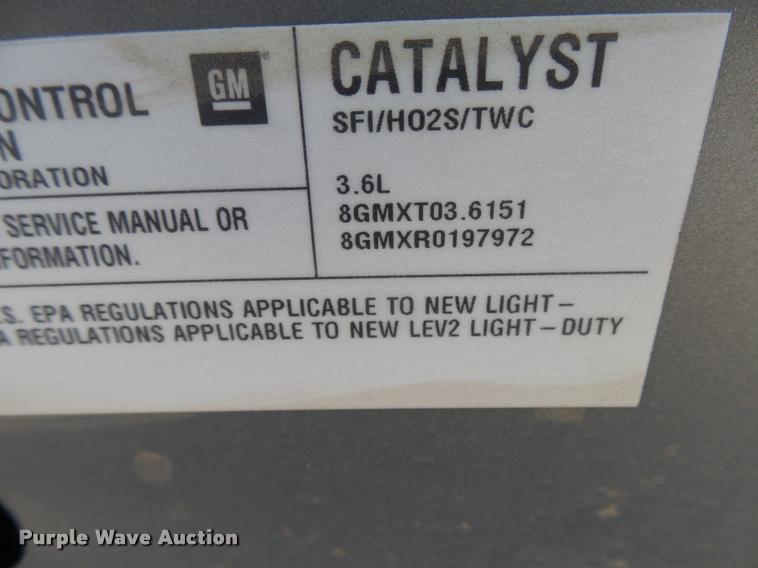 ONTROL
N
ORATION
GM
SERVICE MANUAL OR
FORMATION.
CATALYST
SFI/HO2S/TWC
3.6L
8GMXT03.6151
8GMXR0197972
.S. EPA REGULATIONS APPLICABLE TO NEW LIGHT–
A REGULATIONS APPLICABLE TO NEW LEV2 LIGHT–DUTY
Purple Wave Auction